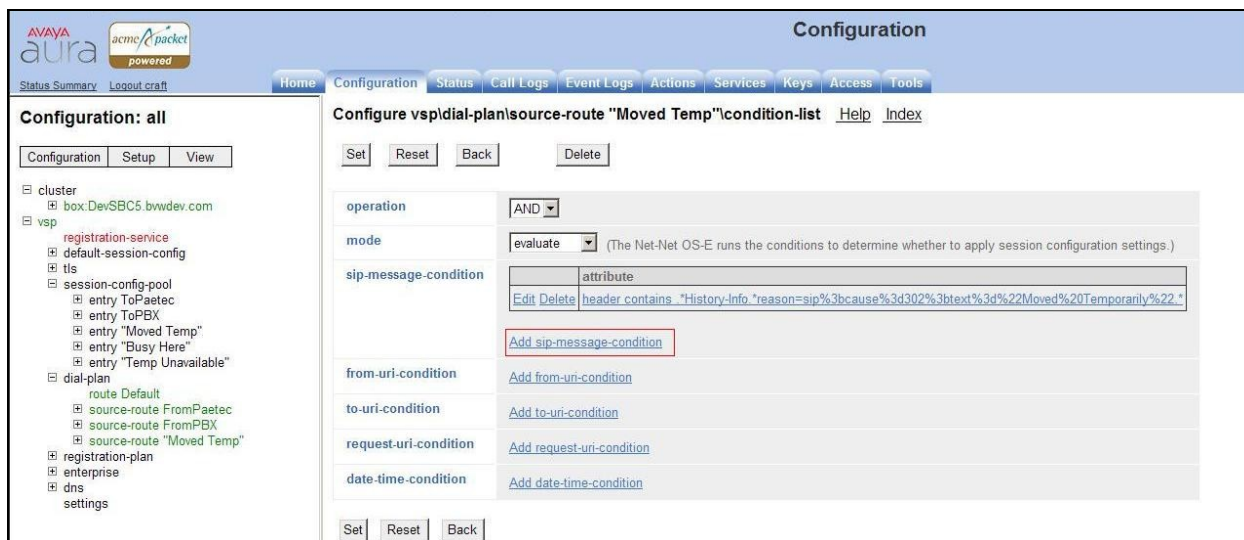 AVAYA
aura
acme packet
powered
Configuration
Status Summary Logout craft
Home Configuration Status Call Logs Event Logs Actions Services Keys Access Tools
Configuration: all
Configuration Setup View
cluster
box:DevSBC5.bvwdev.com
vsp
registration-service
default-session-config
tls
session-config-pool
entry ToPaetec
entry ToPBX
entry "Moved Temp"
entry "Busy Here"
entry "Temp Unavailable"
dial-plan
route Default
source-route FromPaetec
source-route FromPBX
source-route "Moved Temp"
registration-plan
enterprise
dns
settings
Configure vsp\dial-plan\source-route "Moved Temp"\condition-list Help Index
Set Reset Back Delete
operation AND
mode evaluate (The Net-Net OS-E runs the conditions to determine whether to apply session configuration settings.)
sip-message-condition
attribute
Edit Delete header contains .*History-Info.*reason=sip%3bcause%3d302%3btext%3d%22Moved%20Temporarily%22.*
Add sip-message-condition
from-uri-condition Add from-uri-condition
to-uri-condition Add to-uri-condition
request-uri-condition Add request-uri-condition
date-time-condition Add date-time-condition
Set Reset Back